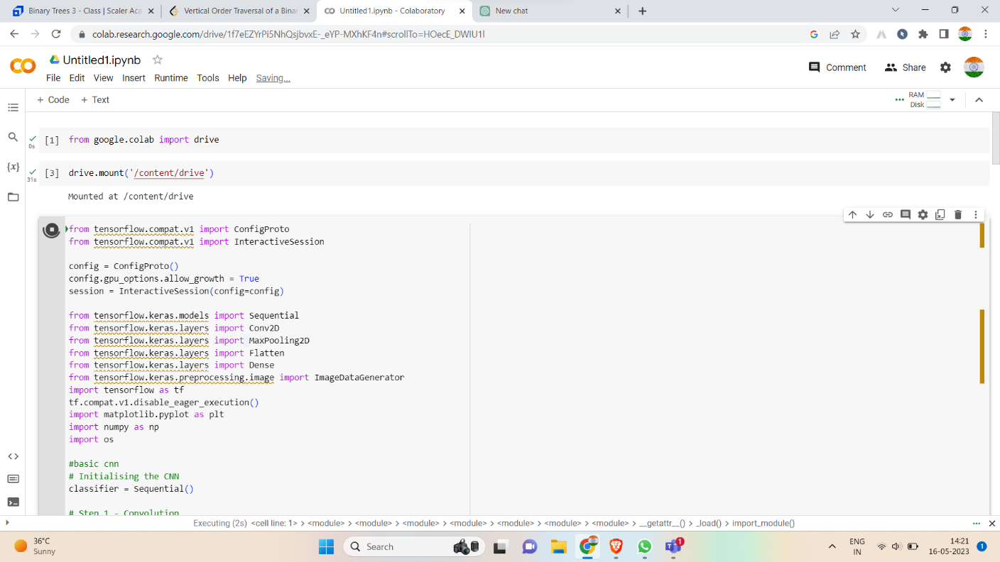 Binary Trees 3 - Class | Scaler Aca
Vertical Order Traversal of a Binar
Untitled1.ipynb - Colaboratory
New chat
colab.research.google.com/drive/1f7eEZYrPi5NhQsjbvxE-_eYP-MXhKF4n#scrollTo=HOecE_DWlU1l
Untitled1.ipynb
File Edit View Insert Runtime Tools Help Saving...
Comment
Share
+ Code + Text
RAM
Disk
0s
[1] from google.colab import drive
31s
[3] drive.mount('/content/drive')
Mounted at /content/drive
from tensorflow.compat.v1 import ConfigProto
from tensorflow.compat.v1 import InteractiveSession
config = ConfigProto()
config.gpu_options.allow_growth = True
session = InteractiveSession(config=config)
from tensorflow.keras.models import Sequential
from tensorflow.keras.layers import Conv2D
from tensorflow.keras.layers import MaxPooling2D
from tensorflow.keras.layers import Flatten
from tensorflow.keras.layers import Dense
from tensorflow.keras.preprocessing.image import ImageDataGenerator
import tensorflow as tf
tf.compat.v1.disable_eager_execution()
import matplotlib.pyplot as plt
import numpy as np
import os
#basic cnn
# Initialising the CNN
classifier = Sequential()
# Step 1 - Convolution
Executing (2s) <cell line: 1> > <module> > <module> > <module> > <module> > <module> > <module> > <module> > __getattr__() > _load() > import_module()
36°C
Sunny
Search
1
ENG
IN
14:21
16-05-2023
1